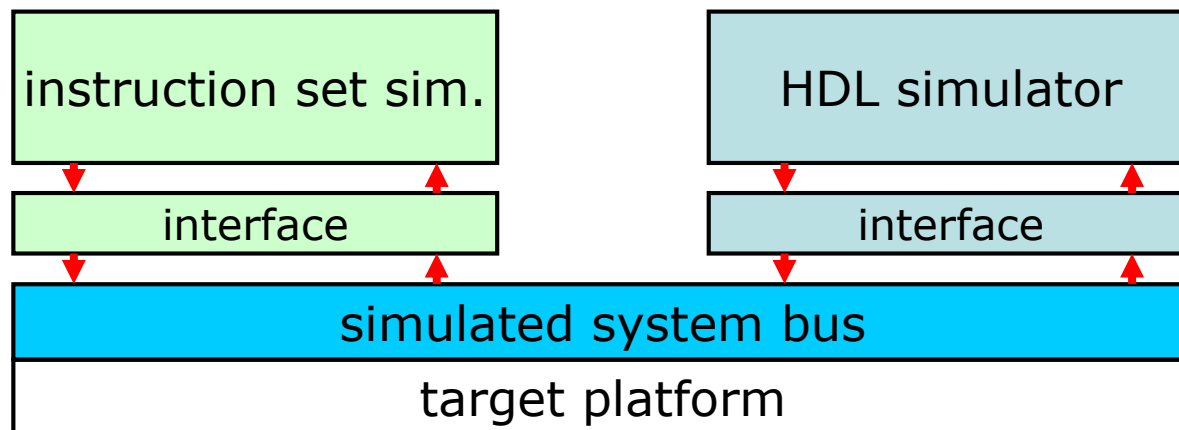 instruction set sim.
HDL simulator
interface
interface
simulated system bus
target platform